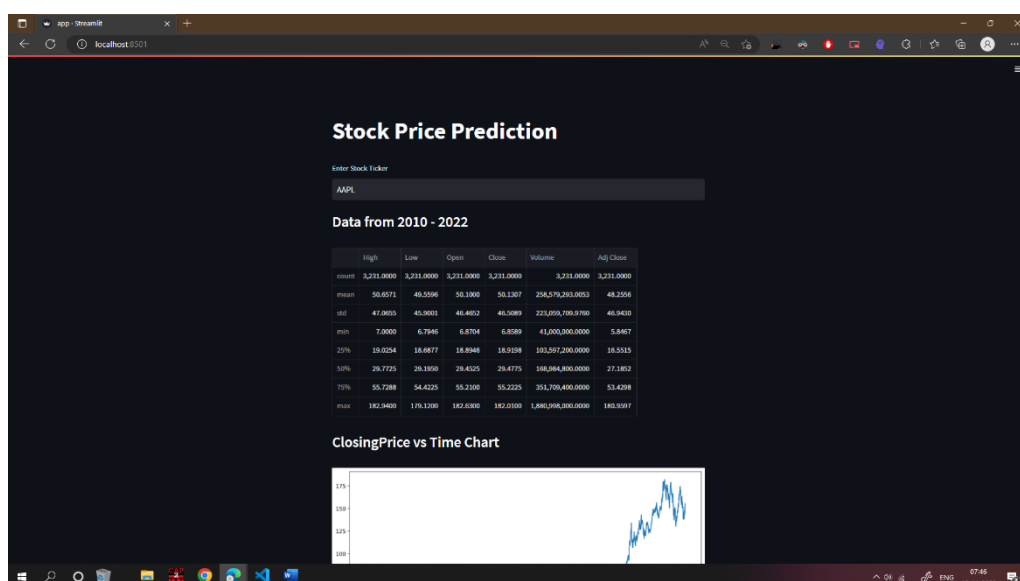 app · Streamlit
localhost:8501
Stock Price Prediction
Enter Stock Ticker
AAPL
Data from 2010 - 2022
High Low Open Close Volume Adj Close
count 3,231.0000 3,231.0000 3,231.0000 3,231.0000 3,231.0000 3,231.0000
mean 50.6571 49.5596 50.1000 50.1307 258,579,293.0053 48.2556
std 47.0655 45.9001 46.4652 46.5089 223,059,709.9760 46.9430
min 7.0000 6.7946 6.8704 6.8589 41,000,000.0000 5.8467
25% 19.0254 18.6877 18.8946 18.9198 103,597,200.0000 16.5515
50% 29.7725 29.1950 29.4525 29.4775 168,984,800.0000 27.1852
75% 55.7288 54.4225 55.2100 55.2225 351,709,400.0000 53.4298
max 182.9400 179.1200 182.6300 182.0100 1,880,998,000.0000 180.9597
ClosingPrice vs Time Chart
175
150
125
100
ENG
07:46